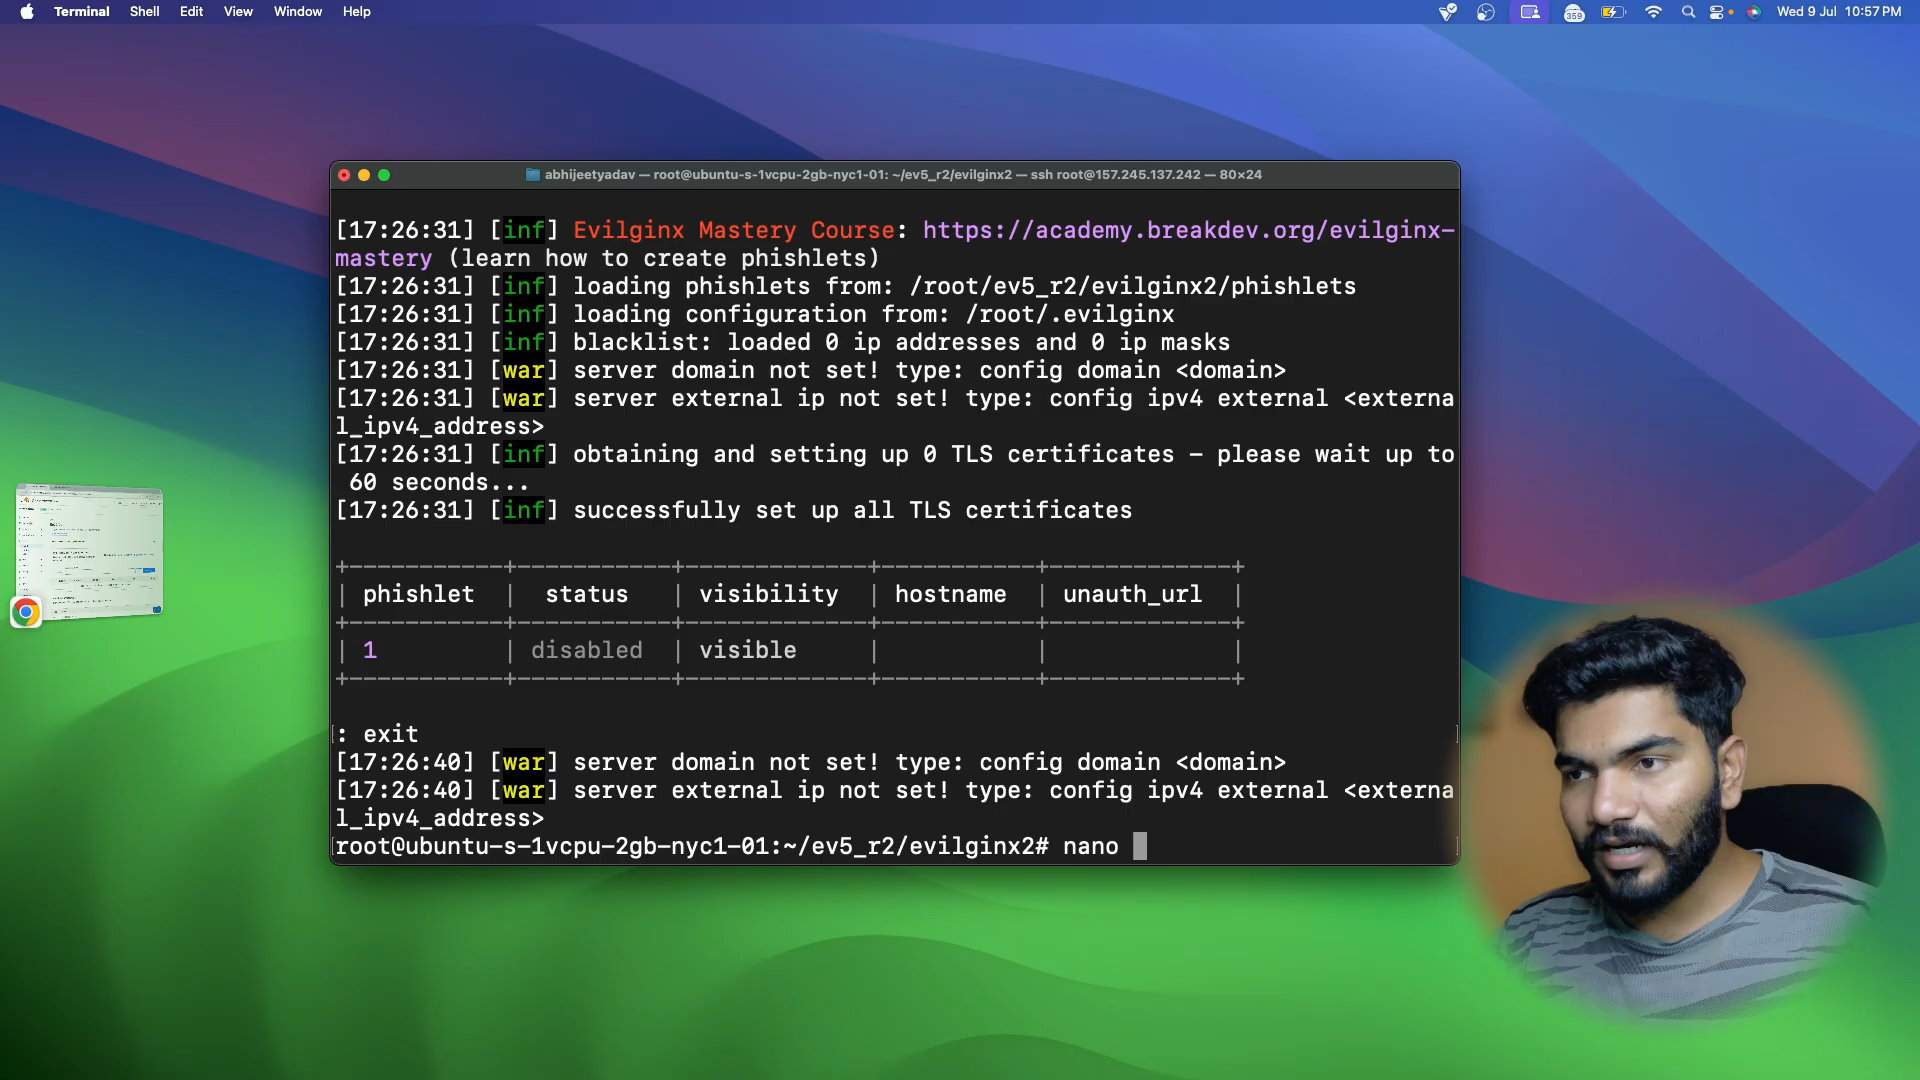 Terminal Shell Edit View Window Help
359
Wed 9 Jul 10:57 PM
abhijeetyadav — root@ubuntu-s-1vcpu-2gb-nyc1-01: ~/ev5_r2/evilginx2 — ssh root@157.245.137.242 — 80×24
[17:26:31] [inf] Evilginx Mastery Course: https://academy.breakdev.org/evilginx-
mastery (learn how to create phishlets)
[17:26:31] [inf] loading phishlets from: /root/ev5_r2/evilginx2/phishlets
[17:26:31] [inf] loading configuration from: /root/.evilginx
[17:26:31] [inf] blacklist: loaded 0 ip addresses and 0 ip masks
[17:26:31] [war] server domain not set! type: config domain <domain>
[17:26:31] [war] server external ip not set! type: config ipv4 external <externa
l_ipv4_address>
[17:26:31] [inf] obtaining and setting up 0 TLS certificates - please wait up to
 60 seconds...
[17:26:31] [inf] successfully set up all TLS certificates
+------------+------------+-------------+-----------+-------------+
|  phishlet  |   status   |  visibility |  hostname |  unauth_url |
+------------+------------+-------------+-----------+-------------+
|  1         |  disabled  |  visible    |           |             |
+------------+------------+-------------+-----------+-------------+
: exit
[17:26:40] [war] server domain not set! type: config domain <domain>
[17:26:40] [war] server external ip not set! type: config ipv4 external <externa
l_ipv4_address>
root@ubuntu-s-1vcpu-2gb-nyc1-01:~/ev5_r2/evilginx2# nano